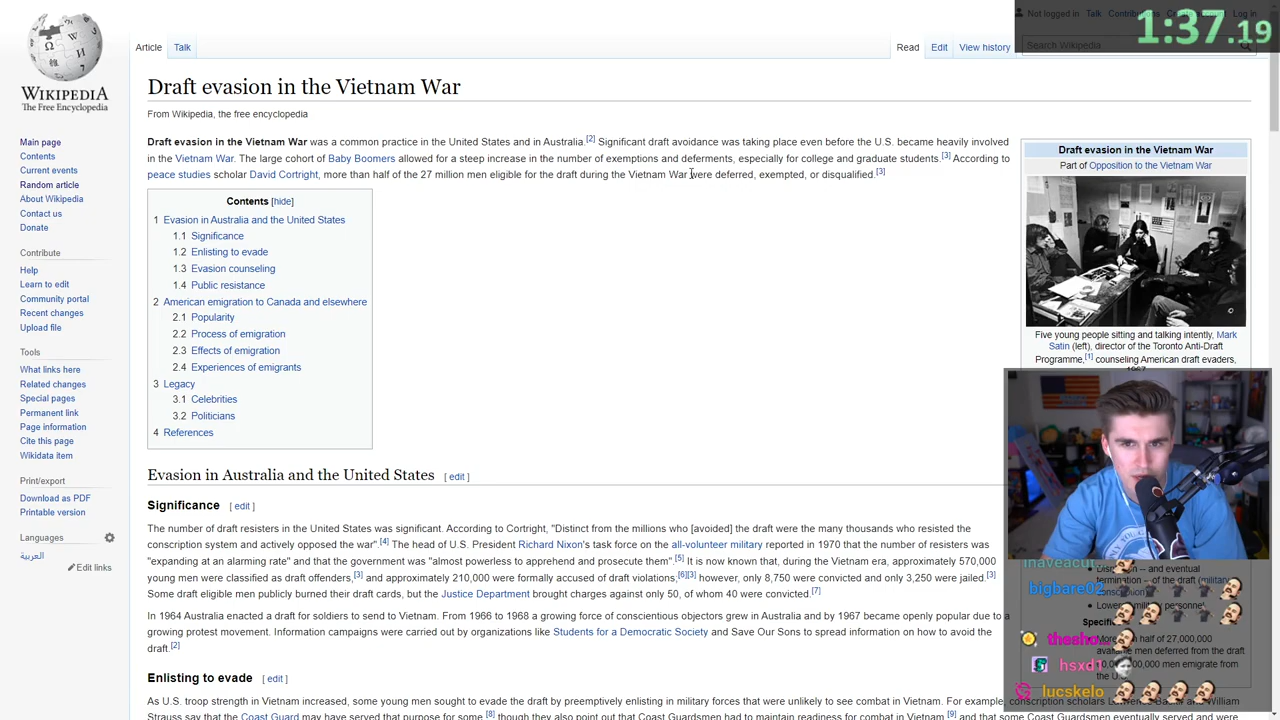 WIKIPEDIA
The Free Encyclopedia
Main page
Contents
Current events
Random article
About Wikipedia
Contact us
Donate
Contribute
Help
Learn to edit
Community portal
Recent changes
Upload file
Tools
What links here
Related changes
Special pages
Permanent link
Page information
Cite this page
Wikidata item
Print/export
Download as PDF
Printable version
Languages
العربية
Edit links
Not logged in Talk Contributions Create account Log in
1:37.19
Article Talk
Read Edit View history Search Wikipedia
Draft evasion in the Vietnam War
From Wikipedia, the free encyclopedia
Draft evasion in the Vietnam War was a common practice in the United States and in Australia.[2] Significant draft avoidance was taking place even before the U.S. became heavily involved
in the Vietnam War. The large cohort of Baby Boomers allowed for a steep increase in the number of exemptions and deferments, especially for college and graduate students.[3] According to
peace studies scholar David Cortright, more than half of the 27 million men eligible for the draft during the Vietnam War were deferred, exempted, or disqualified.[3]
Contents [hide]
1 Evasion in Australia and the United States
1.1 Significance
1.2 Enlisting to evade
1.3 Evasion counseling
1.4 Public resistance
2 American emigration to Canada and elsewhere
2.1 Popularity
2.2 Process of emigration
2.3 Effects of emigration
2.4 Experiences of emigrants
3 Legacy
3.1 Celebrities
3.2 Politicians
4 References
Evasion in Australia and the United States [ edit ]
Significance [ edit ]
The number of draft resisters in the United States was significant. According to Cortright, "Distinct from the millions who [avoided] the draft were the many thousands who resisted the
conscription system and actively opposed the war".[4] The head of U.S. President Richard Nixon's task force on the all-volunteer military reported in 1970 that the number of resisters was
"expanding at an alarming rate" and that the government was "almost powerless to apprehend and prosecute them".[5] It is now known that, during the Vietnam era, approximately 570,000
young men were classified as draft offenders,[3] and approximately 210,000 were formally accused of draft violations,[6][3] however, only 8,750 were convicted and only 3,250 were jailed.[3]
Some draft eligible men publicly burned their draft cards, but the Justice Department brought charges against only 50, of whom 40 were convicted.[7]
In 1964 Australia enacted a draft for soldiers to send to Vietnam. From 1966 to 1968 a growing force of conscientious objectors grew in Australia and by 1967 became openly popular due to a
growing protest movement. Information campaigns were carried out by organizations like Students for a Democratic Society and Save Our Sons to spread information on how to avoid the
draft.[2]
Enlisting to evade [ edit ]
As U.S. troop strength in Vietnam increased, some young men sought to evade the draft by preemptively enlisting in military forces that were unlikely to see combat in Vietnam. For example, conscription scholars William
Strauss say that the Coast Guard may have served that purpose for some,[8] though they also point out that Coast Guardsmen had to maintain readiness for combat in Vietnam,[9] and that some Coast Guardsmen eventually served and were
Draft evasion in the Vietnam War
Part of Opposition to the Vietnam War
Five young people sitting and talking intently, Mark
Satin (left), director of the Toronto Anti-Draft
Programme,[1] counseling American draft evaders,
1967
and eventual
termination -- of the draft (military
bigbare02
personnel
More half of 27,000,000
men deferred from the draft
thesho...
men emigrate from
hsxd1
the U.S.
lucskelo